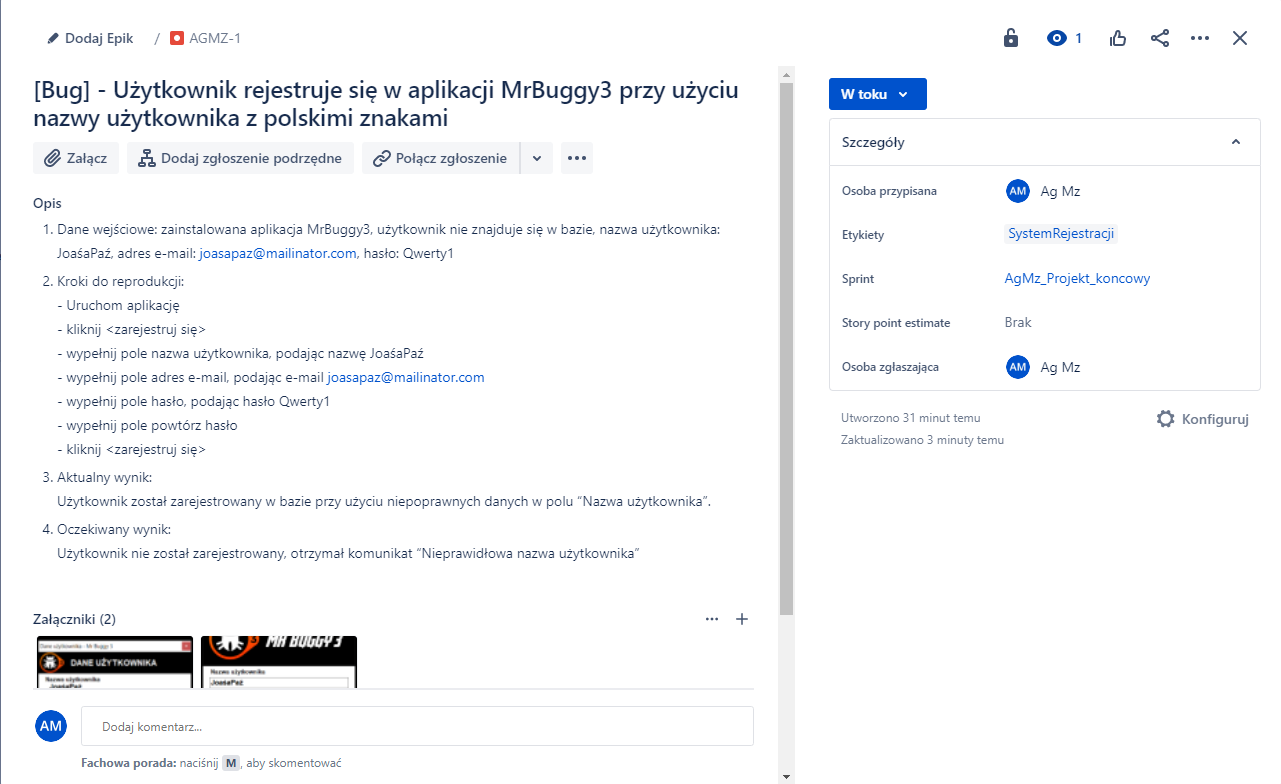 Dodaj Epik / AGMZ-1
1
[Bug] - Użytkownik rejestruje się w aplikacji MrBuggy3 przy użyciu
nazwy użytkownika z polskimi znakami
Załącz
Dodaj zgłoszenie podrzędne
Połącz zgłoszenie
Opis
1. Dane wejściowe: zainstalowana aplikacja MrBuggy3, użytkownik nie znajduje się w bazie, nazwa użytkownika:
JoaśaPaź, adres e-mail: joasapaz@mailinator.com, hasło: Qwerty1
2. Kroki do reprodukcji:
- Uruchom aplikację
- kliknij <zarejestruj się>
- wypełnij pole nazwa użytkownika, podając nazwę JoaśaPaź
- wypełnij pole adres e-mail, podając e-mail joasapaz@mailinator.com
- wypełnij pole hasło, podając hasło Qwerty1
- wypełnij pole powtórz hasło
- kliknij <zarejestruj się>
3. Aktualny wynik:
Użytkownik został zarejestrowany w bazie przy użyciu niepoprawnych danych w polu “Nazwa użytkownika”.
4. Oczekiwany wynik:
Użytkownik nie został zarejestrowany, otrzymał komunikat “Nieprawidłowa nazwa użytkownika”
Załączniki (2)
Dane użytkownika - Mr Buggy 3
DANE UŻYTKOWNIKA
Nazwa użytkownika
JoaśaPaź
MR BUGGY 3
Nazwa użytkownika
JoaśaPaź
AM
Dodaj komentarz...
Fachowa porada: naciśnij M, aby skomentować
W toku
Szczegóły
Osoba przypisana
AM Ag Mz
Etykiety
SystemRejestracji
Sprint
AgMz_Projekt_koncowy
Story point estimate
Brak
Osoba zgłaszająca
AM Ag Mz
Utworzono 31 minut temu
Zaktualizowano 3 minuty temu
Konfiguruj